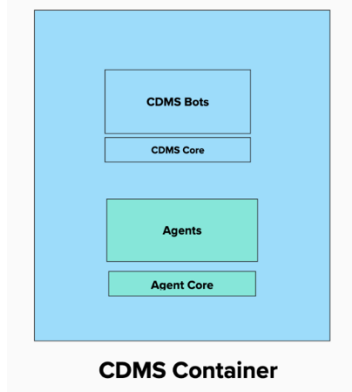 CDMS Bots
CDMS Core
Agents
Agent Core
CDMS Container